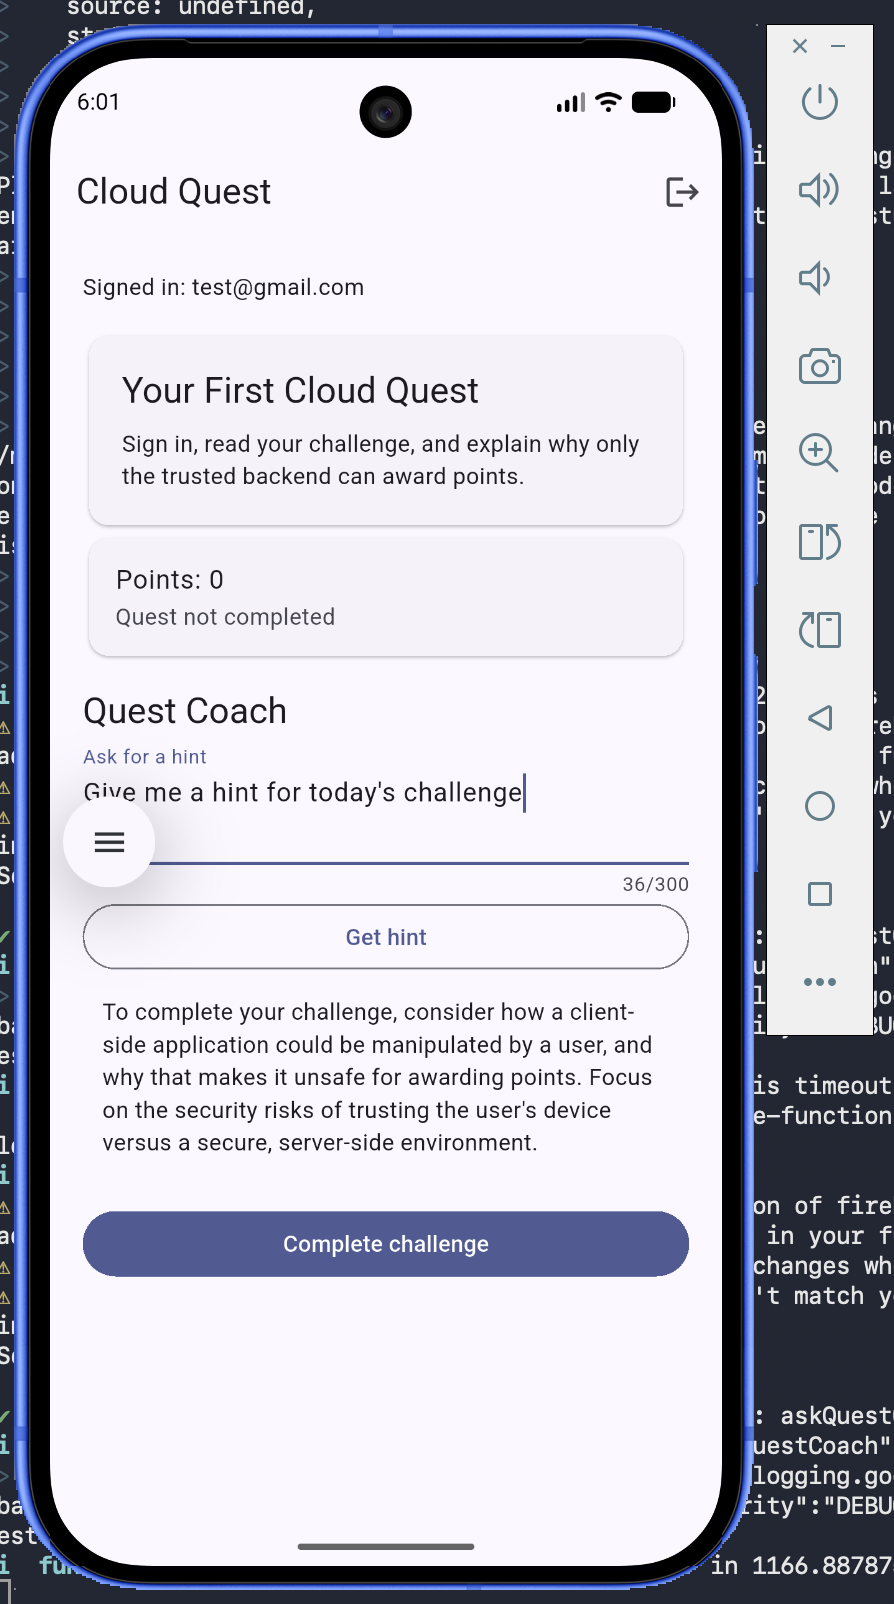 source: undefined,
6:01
Cloud Quest
Signed in: test@gmail.com
Your First Cloud Quest
Sign in, read your challenge, and explain why only
the trusted backend can award points.
Points: 0
Quest not completed
Quest Coach
Ask for a hint
Give me a hint for today's challenge
36/300
Get hint
To complete your challenge, consider how a client-
side application could be manipulated by a user, and
why that makes it unsafe for awarding points. Focus
on the security risks of trusting the user's device
versus a secure, server-side environment.
is timeout
e-function
on of fire
in your f
changes wh
't match y
Complete challenge
: askQuest
uestCoach"
logging.go
rity":"DEBU
in 1166.88787